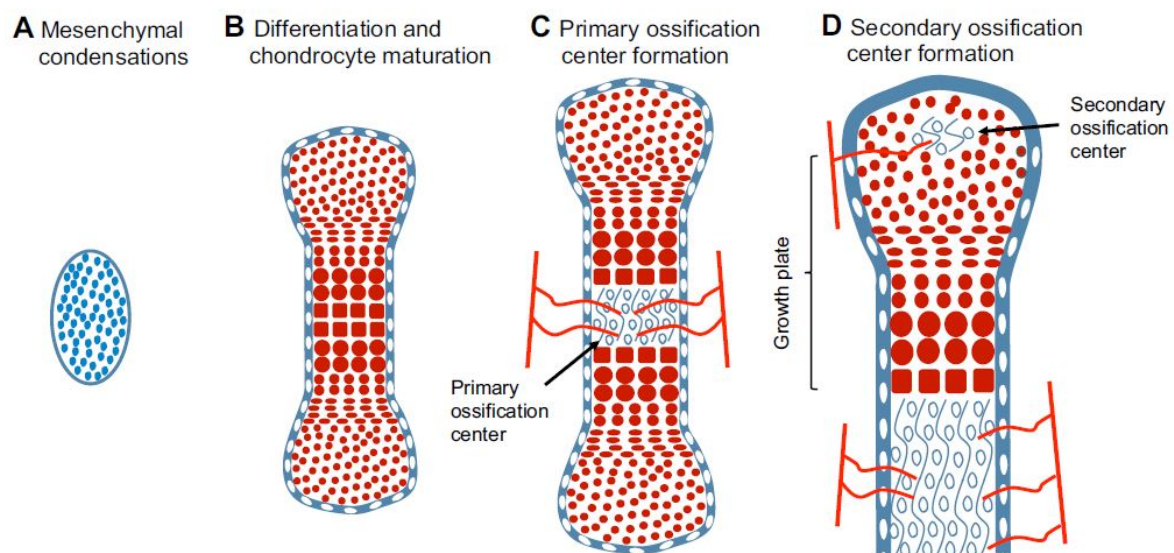 A Mesenchymal
condensations
B Differentiation and
chondrocyte maturation
C Primary ossification
center formation
D Secondary ossification
center formation
Secondary
ossification
center
Growth plate
Primary
ossification
center